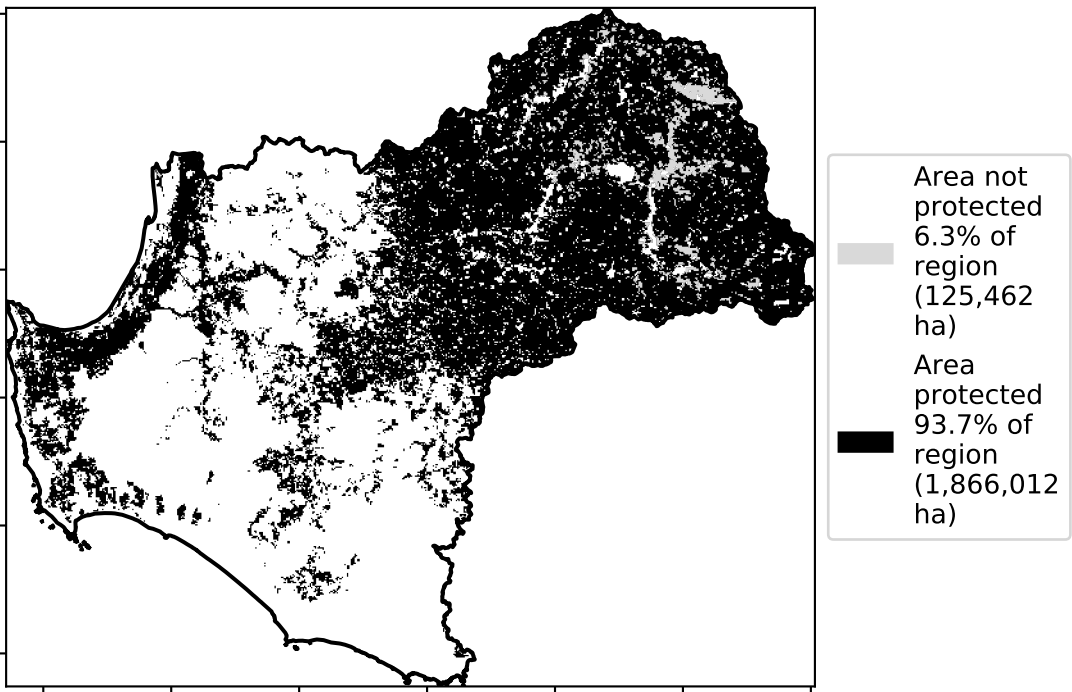 Area not
protected
6.3% of
region
(125,462
ha)
Area
protected
93.7% of
region
(1,866,012
ha)